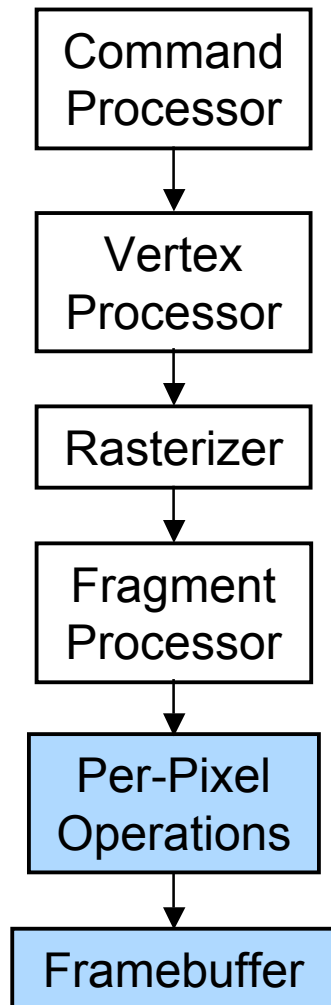 Command
Processor
Vertex
Processor
Rasterizer
Fragment
Processor
Per-Pixel
Operations
Framebuffer